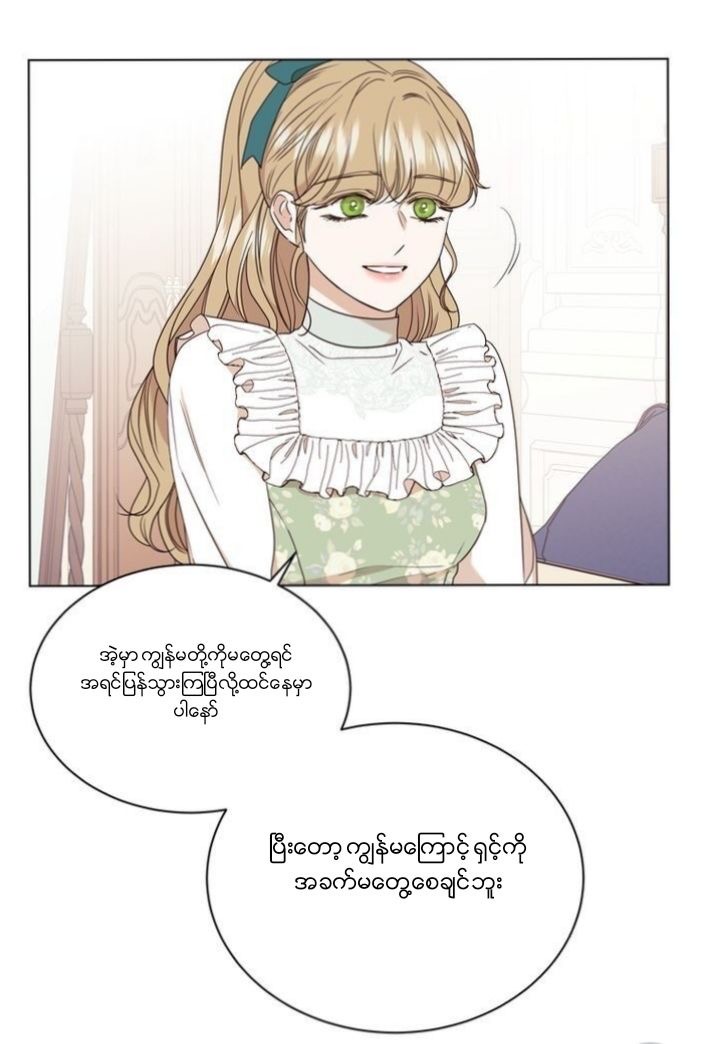 အဲ့မှာ ကျွန်မတို့ကိုမတွေ့ရင်
အရင်ပြန်သွားကြပြီလို့ထင်နေမှာ
ပါနော်
ပြီးတော့ ကျွန်မကြောင့် ရှင့်ကို
အခက်မတွေ့စေချင်ဘူး